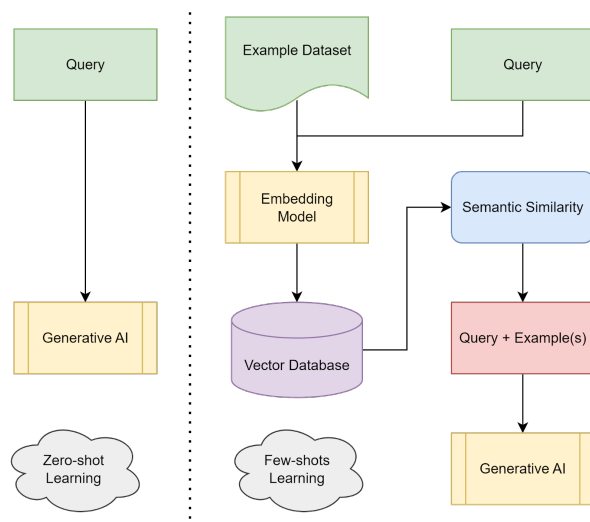 Query
Generative AI
Zero-shot
Learning
Example Dataset
Query
Embedding
Model
Semantic Similarity
Vector Database
Query + Example(s)
Few-shots
Learning
Generative AI